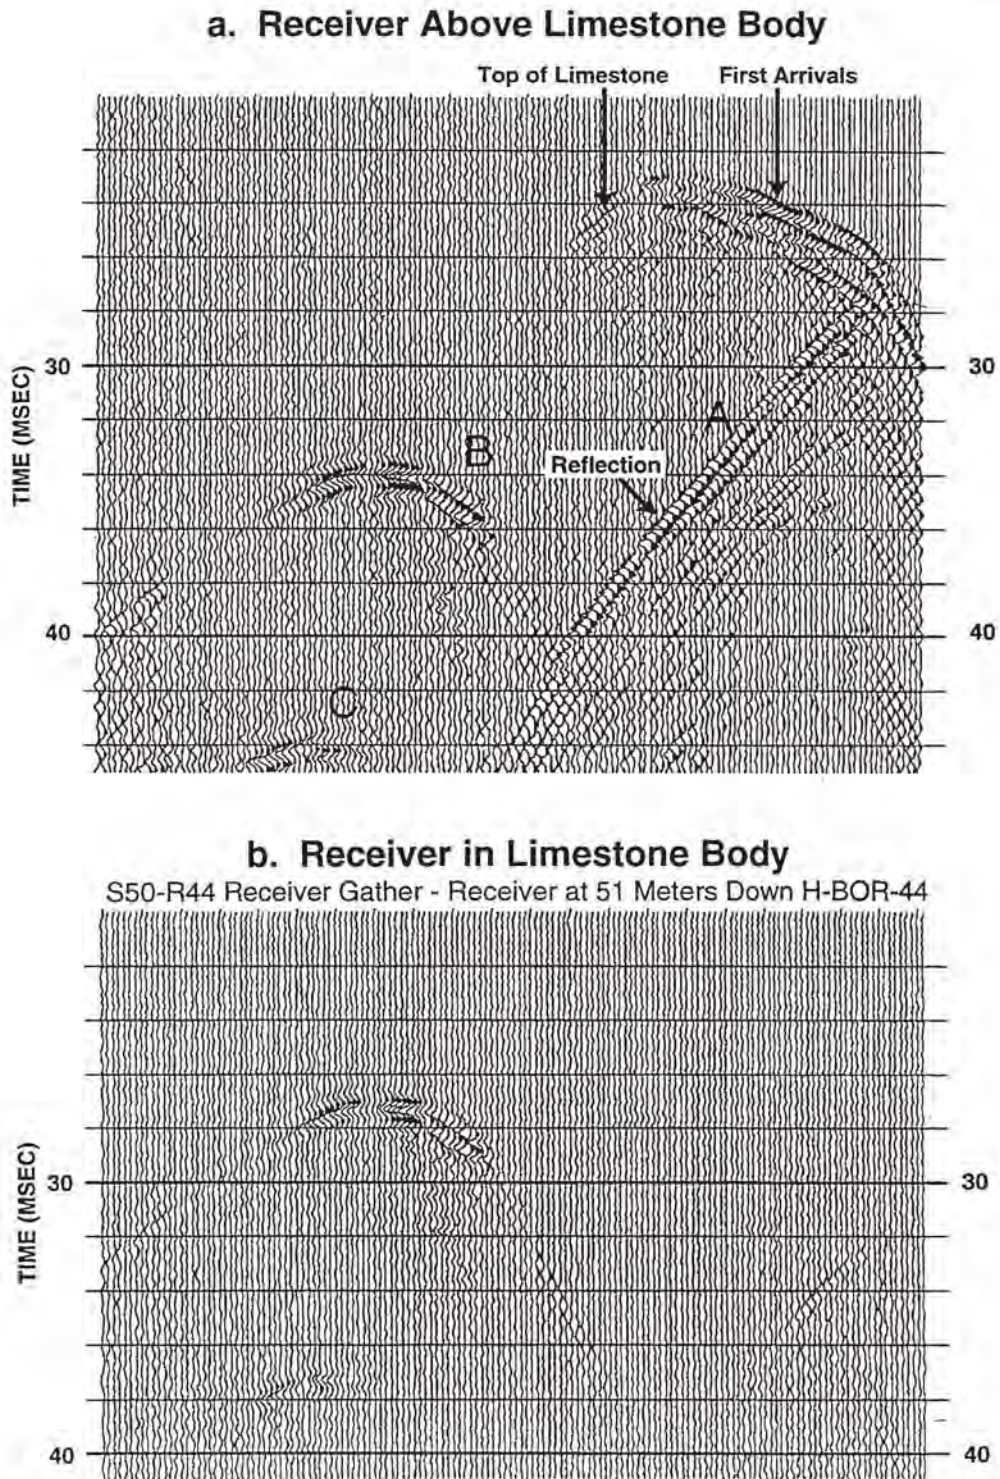 a. Receiver Above Limestone Body
Top of Limestone First Arrivals
30 30
TIME (MSEC)
A
B
Reflection
40 40
C
b. Receiver in Limestone Body
S50-R44 Receiver Gather - Receiver at 51 Meters Down H-BOR-44
TIME (MSEC)
30 30
40 40